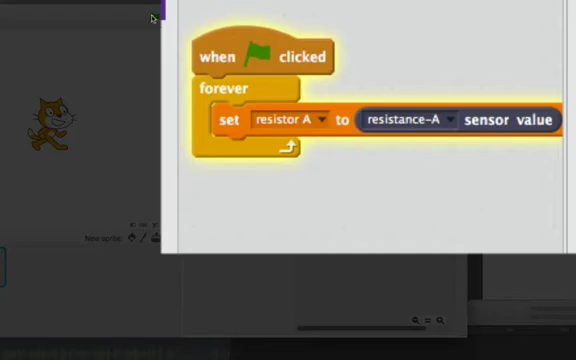 when clicked
forever
set resistor A to resistance-A sensor value
New sprite: